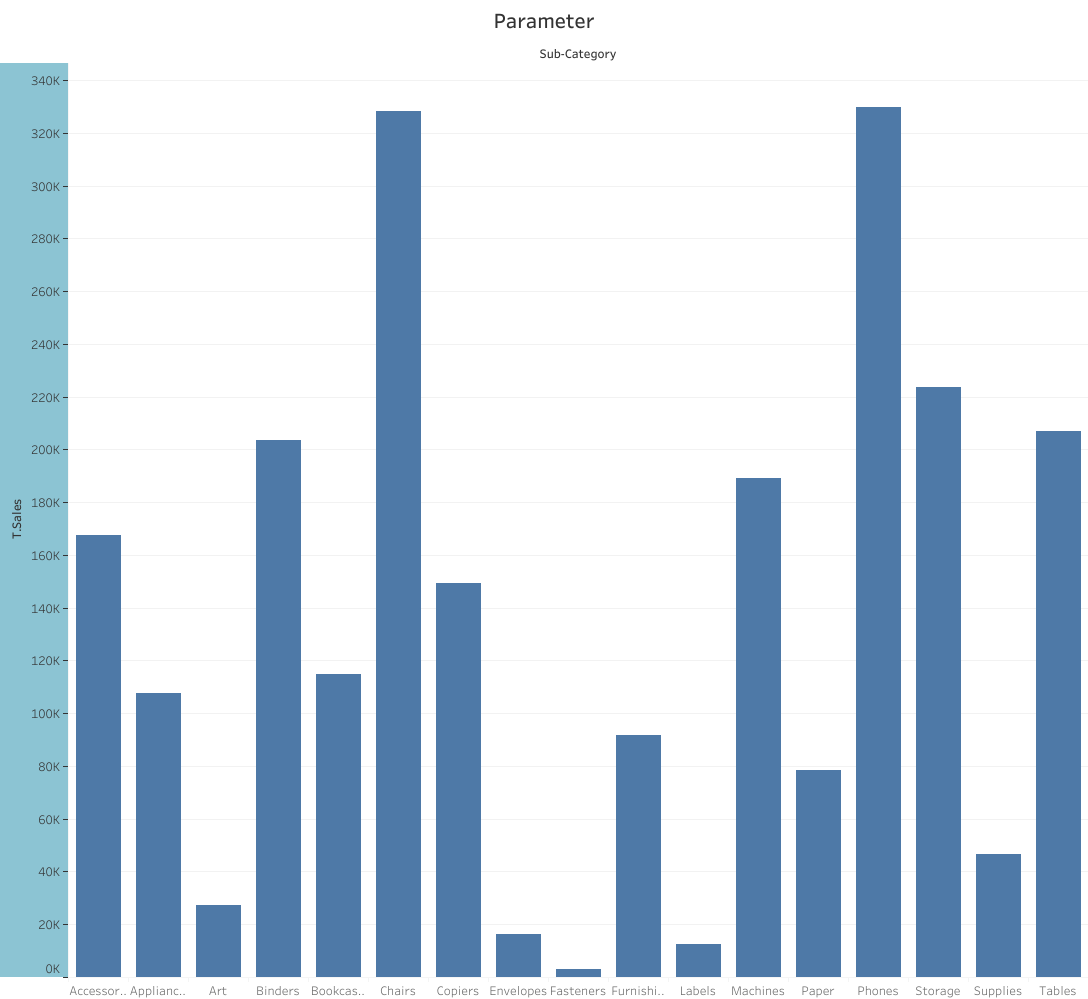 Parameter
Sub-Category
340K
320K
300K
280K
260K
240K
220K
200K
180K
160K
140K
120K
100K
80K
60K
40K
20K
0K
T.Sales
Accessor.. Applianc.. Art Binders Bookcas.. Chairs Copiers Envelopes Fasteners Furnishi.. Labels Machines Paper Phones Storage Supplies Tables